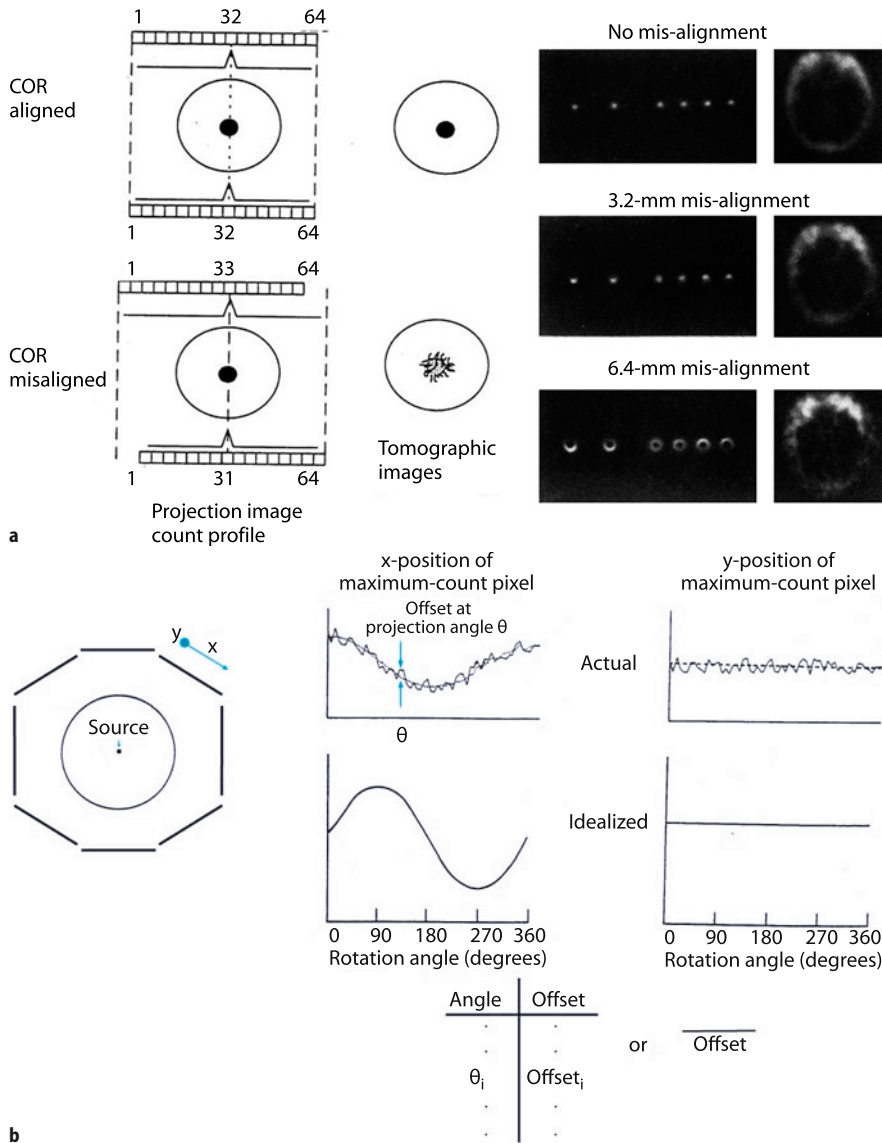 1 32 64
COR
aligned
1 32 64
1 33 64
COR
misaligned
1 31 64
Projection image
count profile
Tomographic
images
No mis-alignment
3.2-mm mis-alignment
6.4-mm mis-alignment
a
y
x
Source
x-position of
maximum-count pixel
Offset at
projection angle θ
θ
y-position of
maximum-count pixel
Actual
Idealized
0 90 180 270 360
Rotation angle (degrees)
0 90 180 270 360
Rotation angle (degrees)
Angle Offset
θi Offseti
or
Offset
b